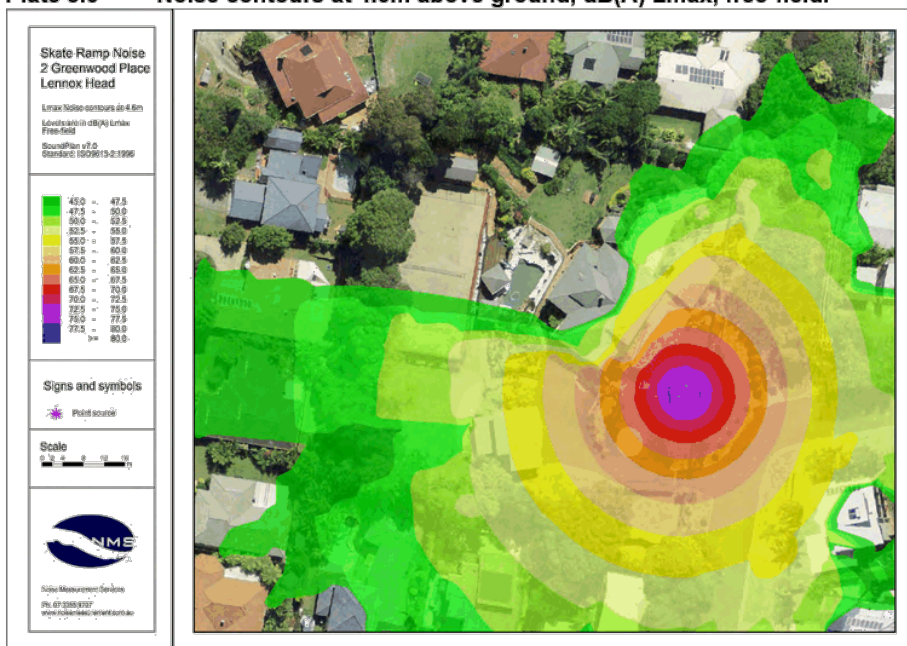 Noise contours at 4.6m above ground, dB(A) Lmax, free-field.
Skate Ramp Noise
2 Greenwood Place
Lennox Head
Lmax Noise contours at 4.6m
Levels are in dB(A) Lmax
Free-field
SoundPlan v7.0
Standard: ISO9613-2:1996
45.0 - 47.5
47.5 - 50.0
50.0 - 52.5
52.5 - 55.0
55.0 - 57.5
57.5 - 60.0
60.0 - 62.5
62.5 - 65.0
65.0 - 67.5
67.5 - 70.0
70.0 - 72.5
72.5 - 75.0
75.0 - 77.5
77.5 - 80.0
>= 80.0
Signs and symbols
Point source
Scale
NMS
Noise Measurement Services